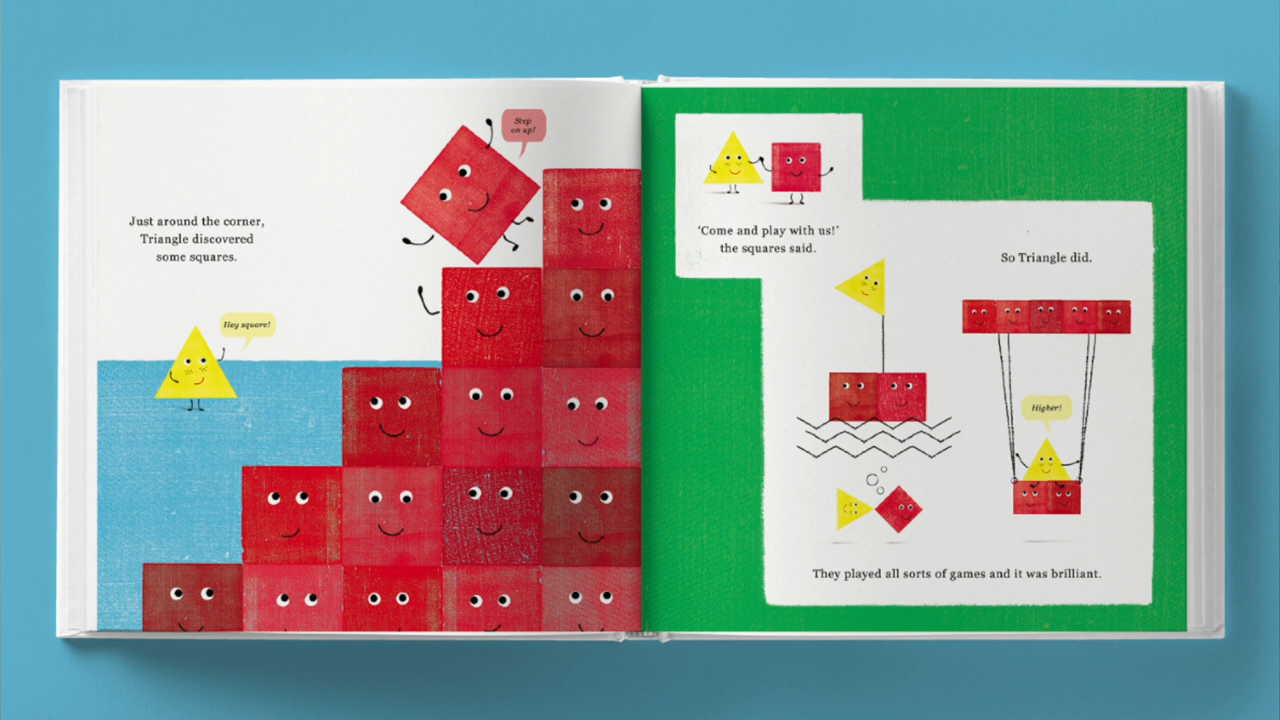 Step
on up!
Just around the corner,
Triangle discovered
some squares.
Hey square!
‘Come and play with us!’
the squares said.
So Triangle did.
Higher!
They played all sorts of games and it was brilliant.